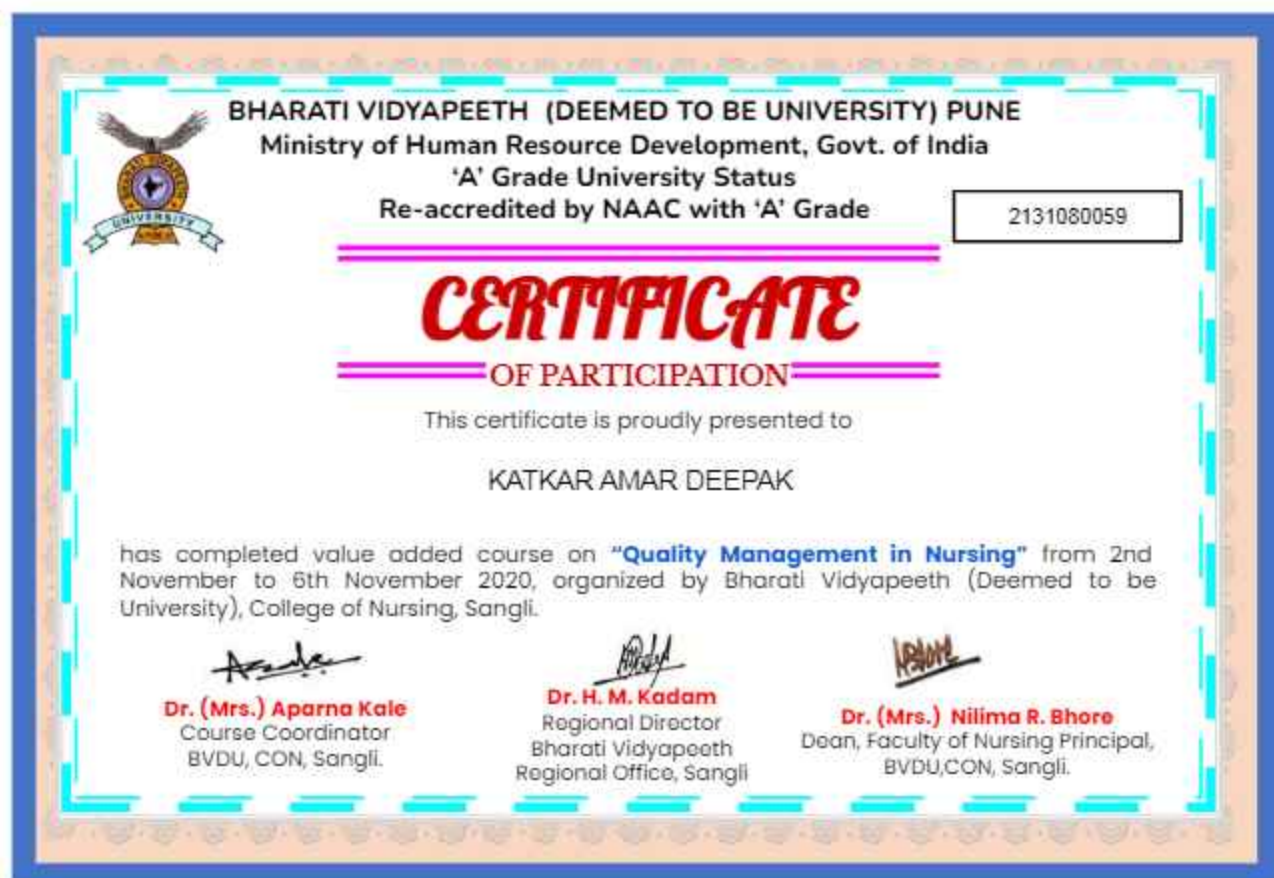 BHARATI VIDYAPEETH (DEEMED TO BE UNIVERSITY) PUNE
Ministry of Human Resource Development, Govt. of India
‘A’ Grade University Status
Re-accredited by NAAC with ‘A’ Grade
2131080059
BHARATI VIDYAPEETH
UNIVERSITY
CERTIFICATE
OF PARTICIPATION
This certificate is proudly presented to
KATKAR AMAR DEEPAK
has completed value added course on “Quality Management in Nursing” from 2nd
November to 6th November 2020, organized by Bharati Vidyapeeth (Deemed to be
University), College of Nursing, Sangli.
Dr. (Mrs.) Aparna Kale
Course Coordinator
BVDU, CON, Sangli.
Dr. H. M. Kadam
Regional Director
Bharati Vidyapeeth
Regional Office, Sangli
Dr. (Mrs.) Nilima R. Bhore
Dean, Faculty of Nursing Principal,
BVDU,CON, Sangli.